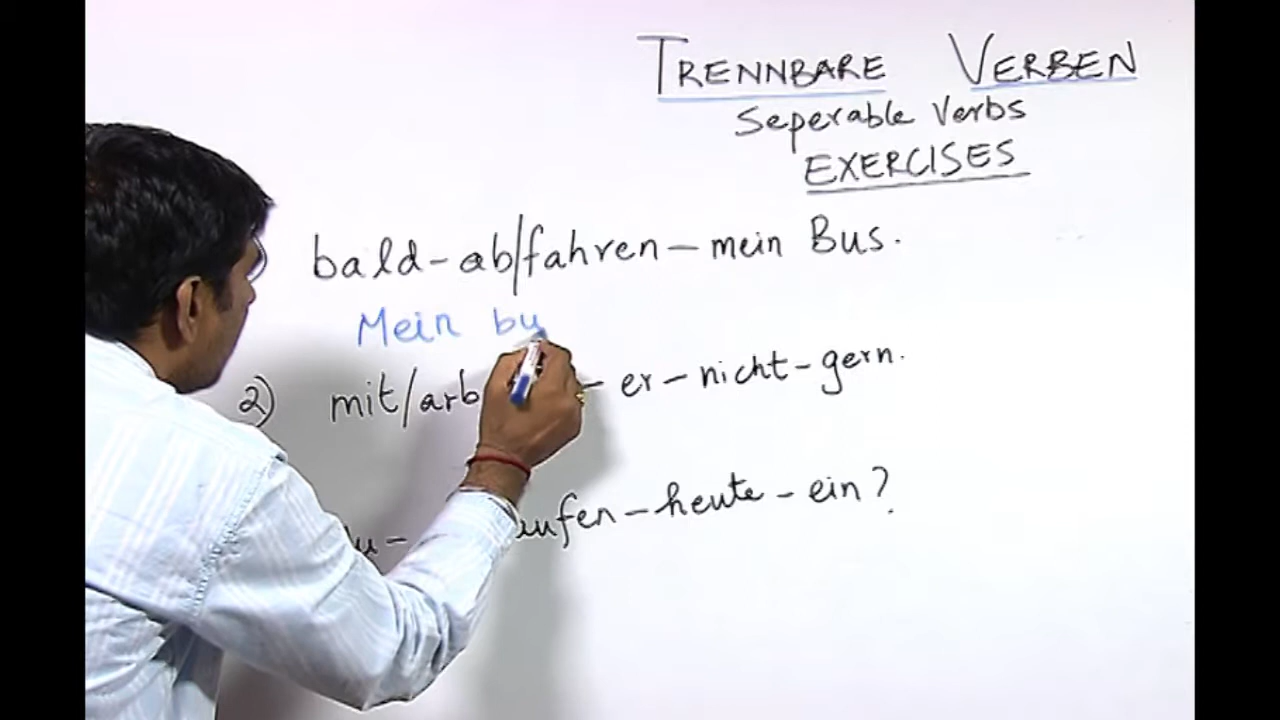 TRENNBARE VERBEN
Seperable Verbs
EXERCISES
bald-ab/fahren-mein Bus.
Mein bu
2) mit/arb - er-nicht-gern.
-heute-ein?